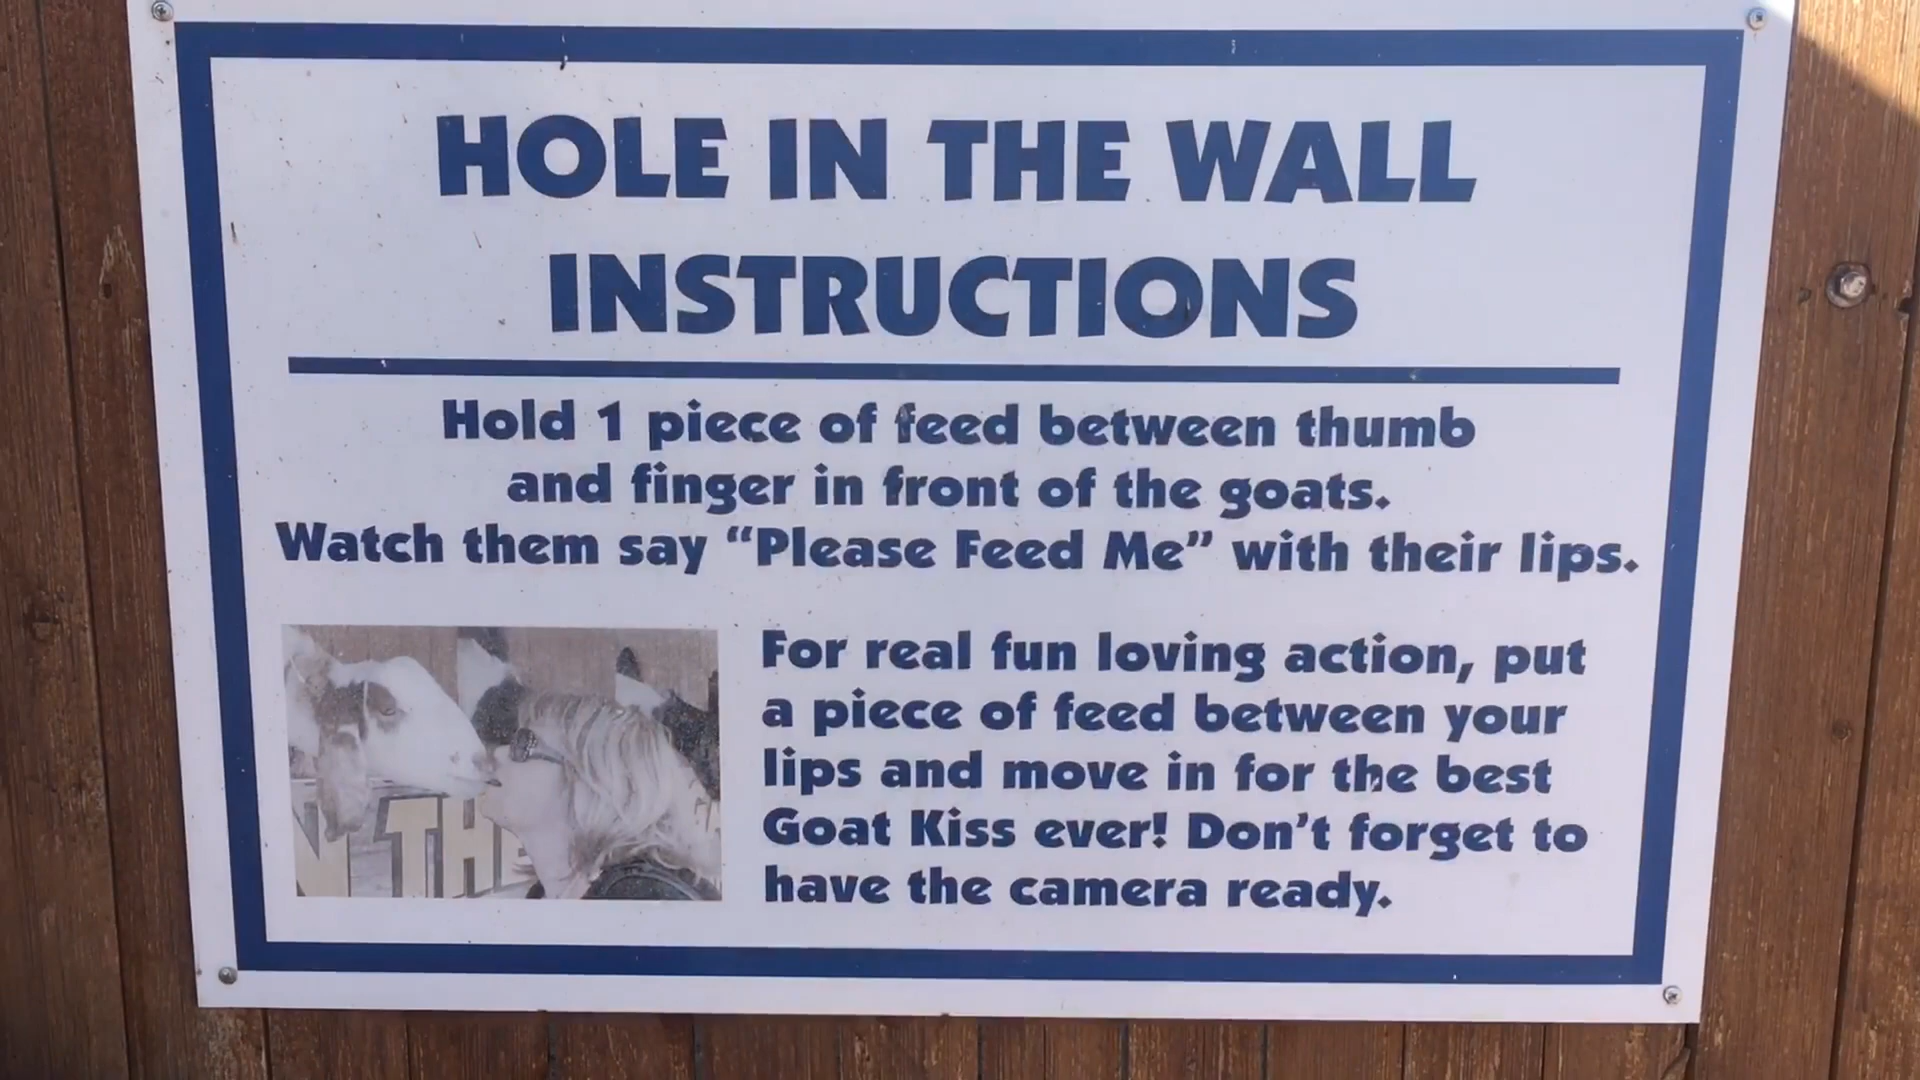 HOLE IN THE WALL
INSTRUCTIONS
Hold 1 piece of feed between thumb
and finger in front of the goats.
Watch them say “Please Feed Me” with their lips.
For real fun loving action, put
a piece of feed between your
lips and move in for the best
Goat Kiss ever! Don’t forget to
have the camera ready.
N THE